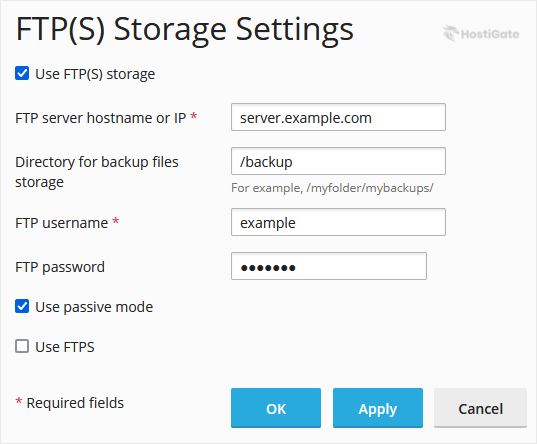 FTP(S) Storage Settings
HostiGate
Use FTP(S) storage
FTP server hostname or IP *
server.example.com
Directory for backup files
storage
/backup
For example, /myfolder/mybackups/
FTP username *
example
FTP password
●●●●●●●
Use passive mode
Use FTPS
* Required fields
OK
Apply
Cancel